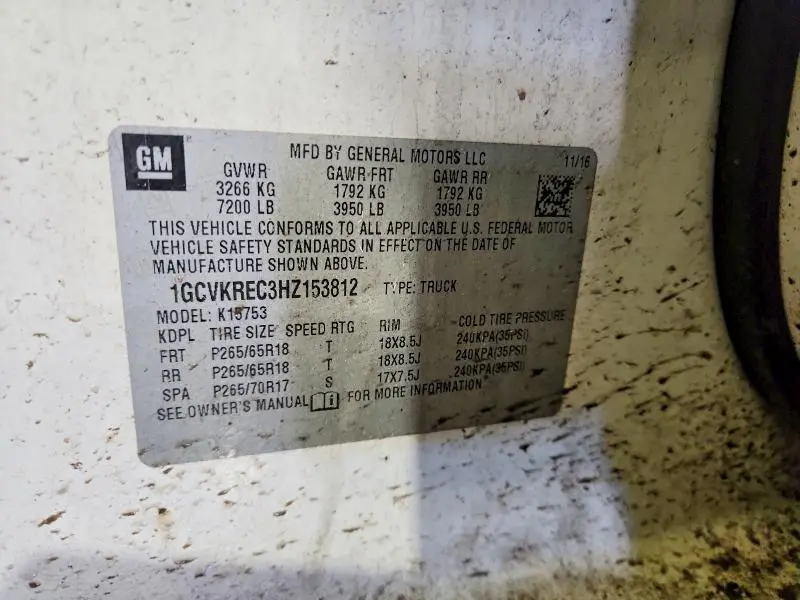 GM
MFD BY GENERAL MOTORS LLC 11/16
GVWR GAWR FRT GAWR RR
3266 KG 1792 KG 1792 KG
7200 LB 3950 LB 3950 LB
THIS VEHICLE CONFORMS TO ALL APPLICABLE U.S. FEDERAL MOTOR
VEHICLE SAFETY STANDARDS IN EFFECT ON THE DATE OF
MANUFACTURE SHOWN ABOVE.
1GCVKREC3HZ153812 TYPE: TRUCK
MODEL: K15753
KDPL TIRE SIZE SPEED RTG RIM COLD TIRE PRESSURE
FRT P265/65R18 T 18X8.5J 240KPA(35PSI)
RR P265/65R18 T 18X8.5J 240KPA(35PSI)
SPA P265/70R17 S 17X7.5J 240KPA(35PSI)
SEE OWNER'S MANUAL FOR MORE INFORMATION